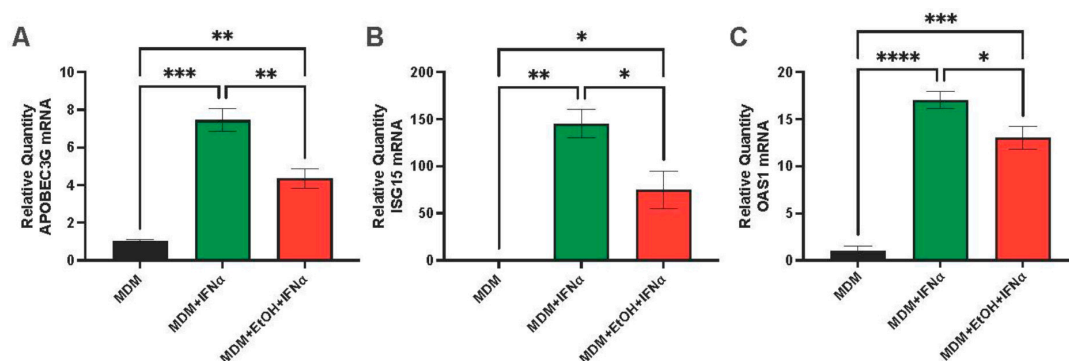 A
**
***
**
10
8
6
4
2
0
Relative Quantity
APOBEC3G mRNA
MDM
MDM+IFNα
MDM+EtOH+IFNα
B
*
**
*
200
150
100
50
0
Relative Quantity
ISG15 mRNA
MDM
MDM+IFNα
MDM+EtOH+IFNα
C
***
****
*
20
15
10
5
0
Relative Quantity
OAS1 mRNA
MDM
MDM+IFNα
MDM+EtOH+IFNα